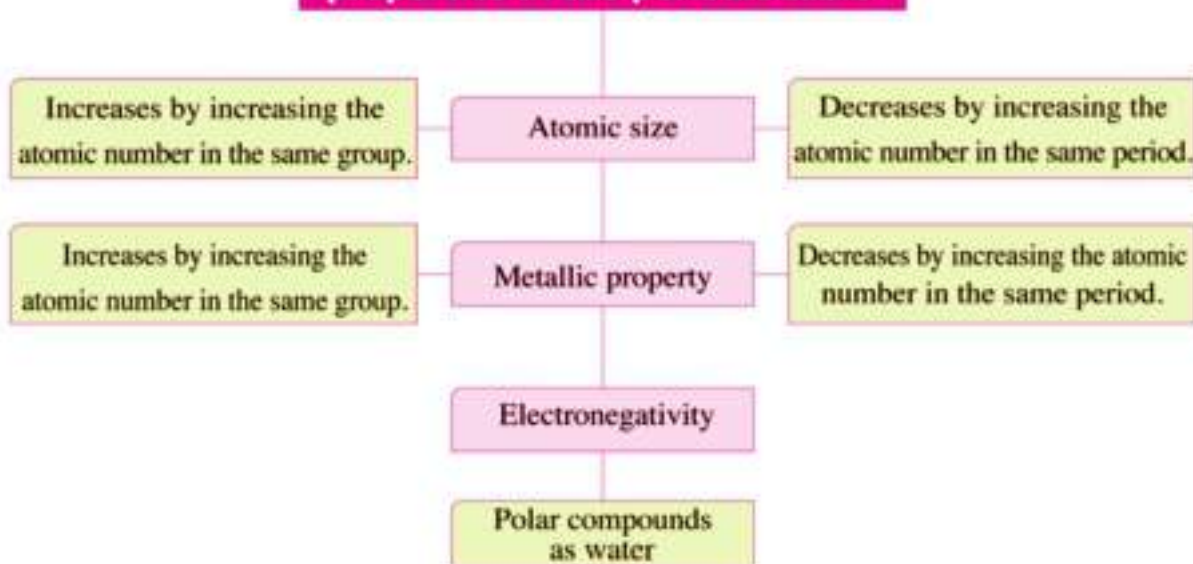 Increases by increasing the
atomic number in the same group.
Atomic size
Decreases by increasing the
atomic number in the same period.
Increases by increasing the
atomic number in the same group.
Metallic property
Decreases by increasing the atomic
number in the same period.
Electronegativity
Polar compounds
as water